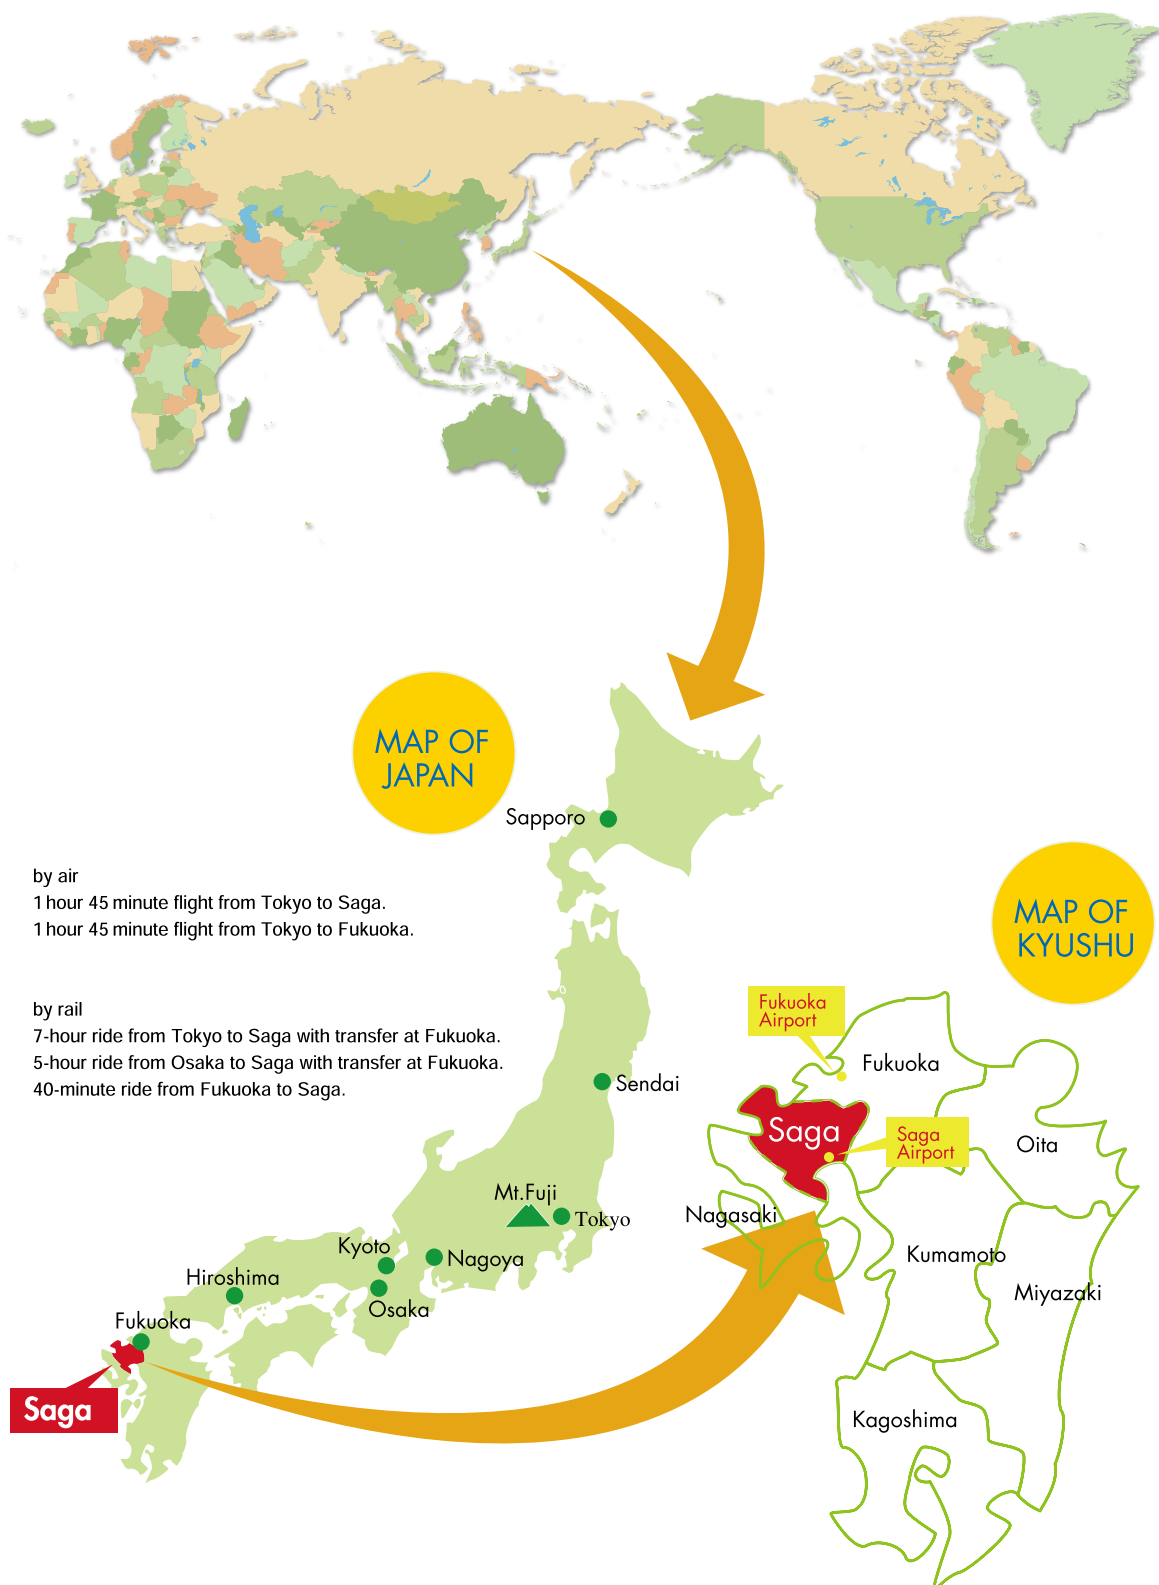 MAP OF
JAPAN
Sapporo
by air
1 hour 45 minute flight from Tokyo to Saga.
1 hour 45 minute flight from Tokyo to Fukuoka.
by rail
7-hour ride from Tokyo to Saga with transfer at Fukuoka.
5-hour ride from Osaka to Saga with transfer at Fukuoka.
40-minute ride from Fukuoka to Saga.
Sendai
Mt.Fuji
Tokyo
Kyoto
Nagoya
Hiroshima
Osaka
Fukuoka
Saga
MAP OF
KYUSHU
Fukuoka
Airport
Fukuoka
Saga
Saga
Airport
Oita
Nagasaki
Kumamoto
Miyazaki
Kagoshima